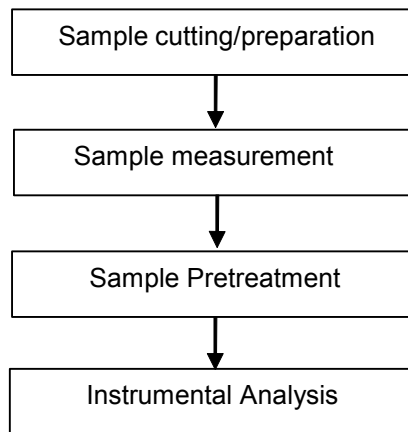 Sample cutting/preparation
Sample measurement
Sample Pretreatment
Instrumental Analysis